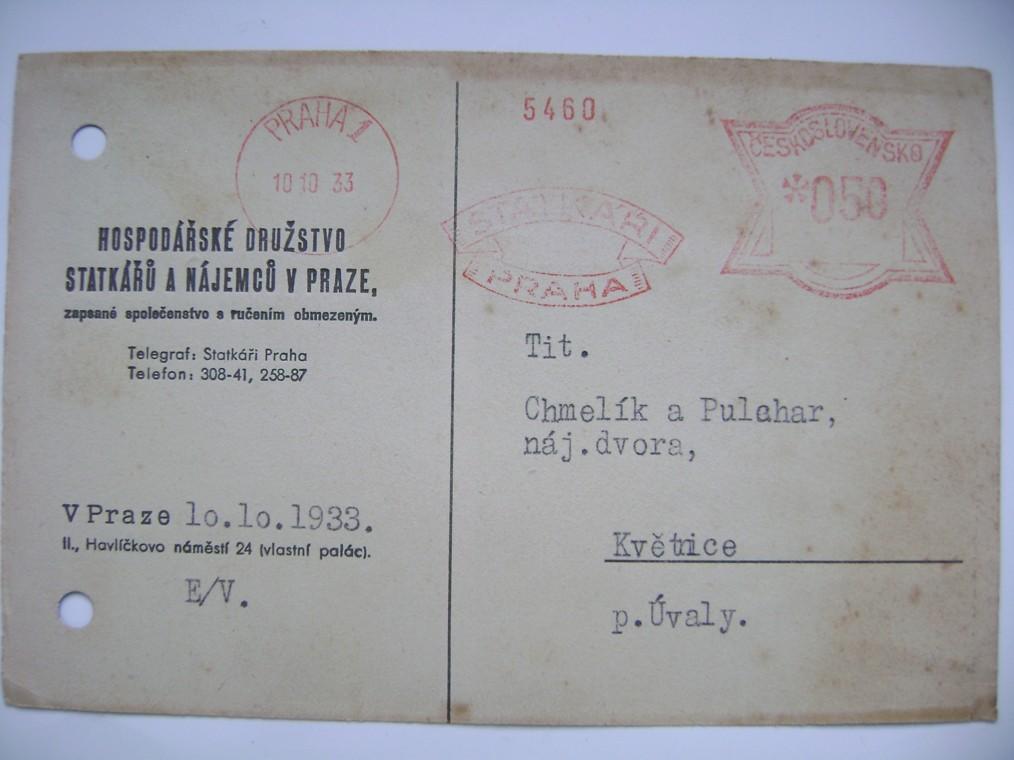 PRAHA 1
10 10 33
HOSPODÁŘSKÉ DRUŽSTVO
STATKÁŘŮ A NÁJEMCŮ V PRAZE,
zapsané společenstvo s ručením obmezeným.
Telegraf: Statkáři Praha
Telefon: 308-41, 258-87
V Praze 1o.1o.1933.
II., Havlíčkovo náměstí 24 (vlastní palác).
E/V.
5460
STATKÁŘI
PRAHA
ČESKOSLOVENSKO
*050
Tit.
Chmelík a Pulchar,
náj.dvora,
Květnice
p.Úvaly.